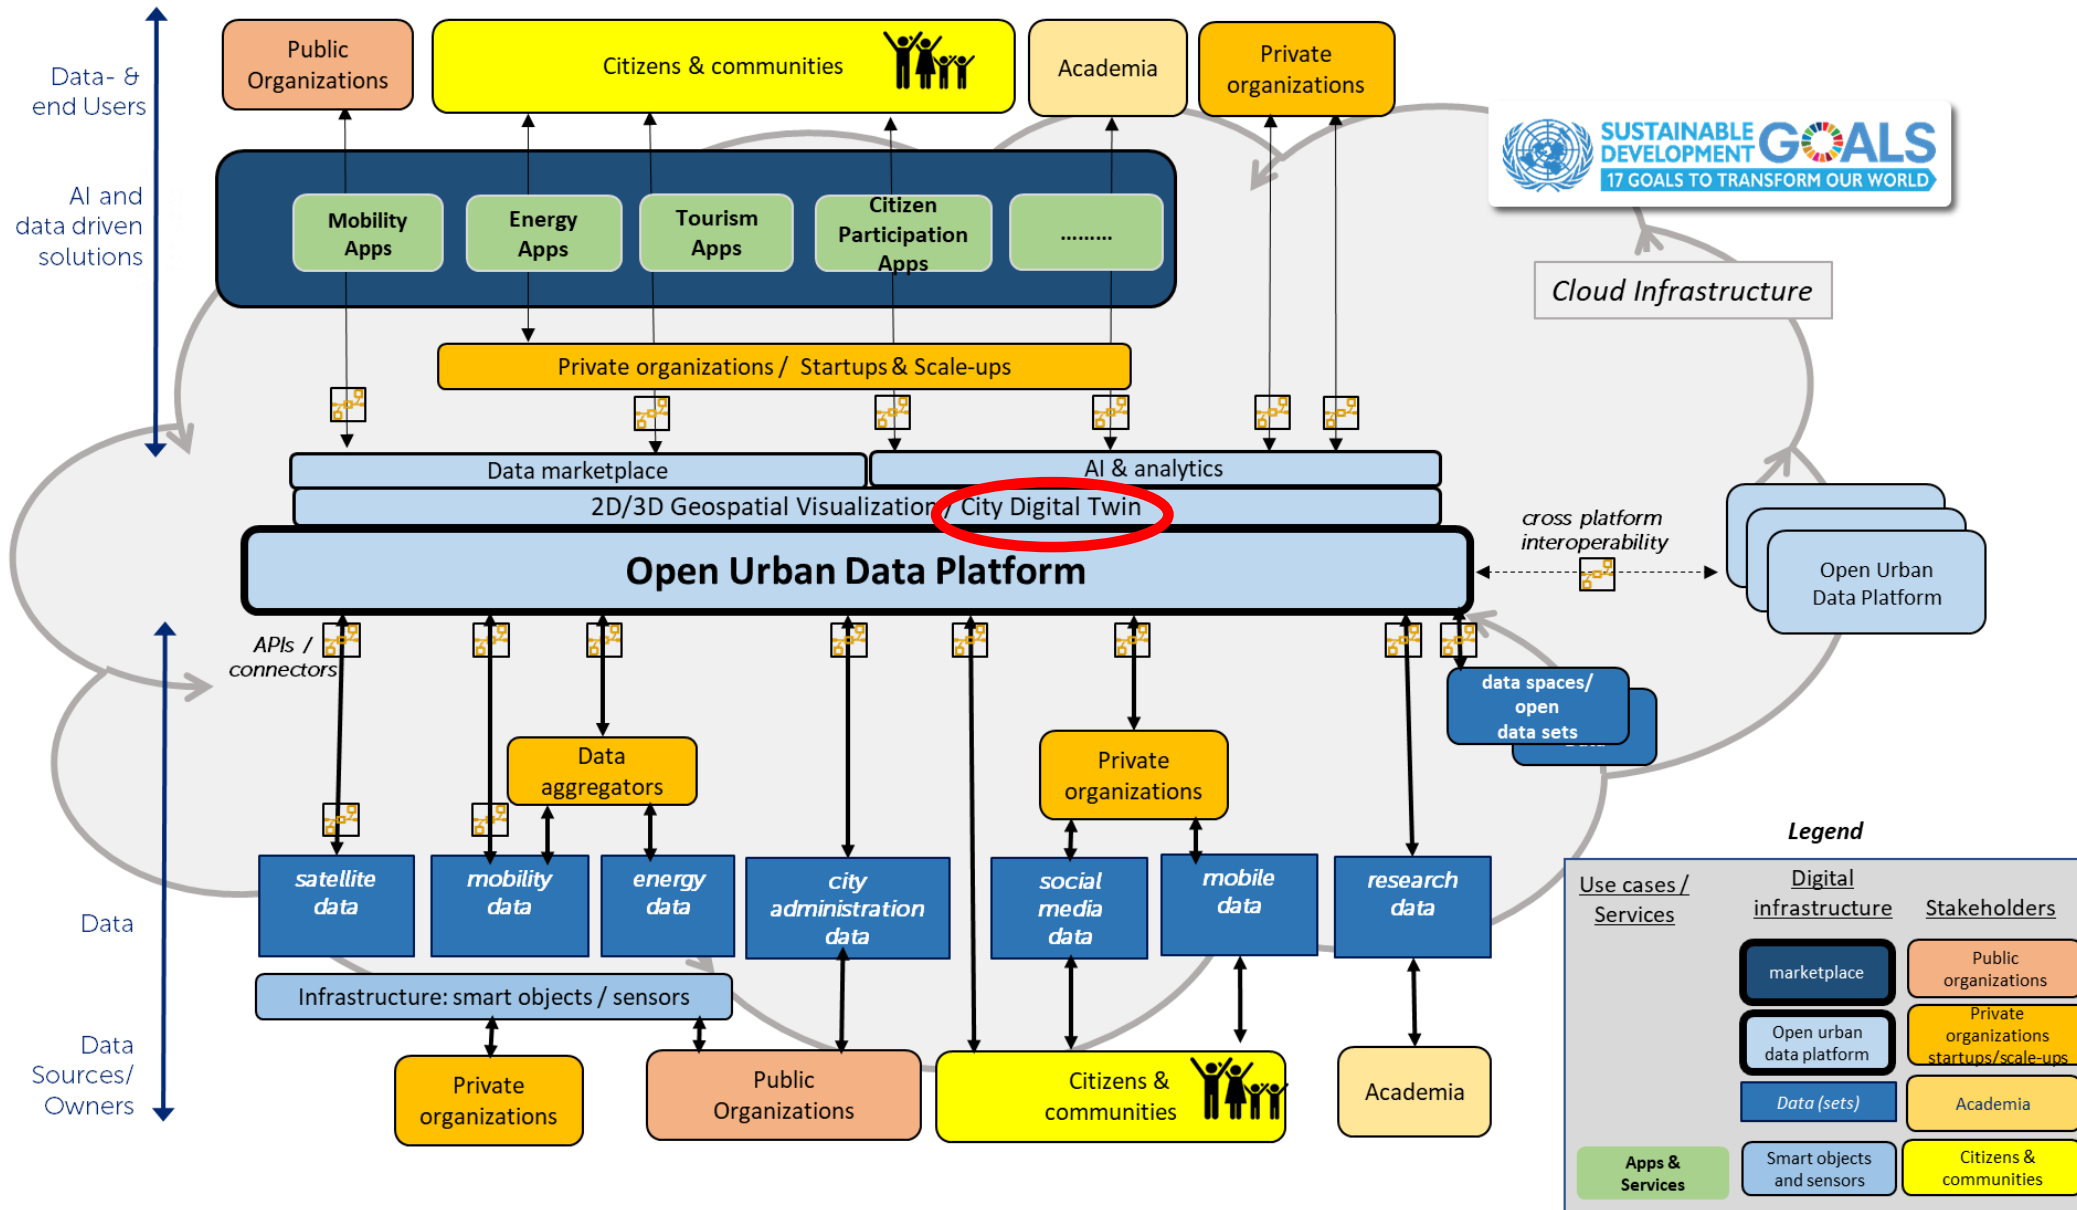 Data- &
end Users
Public
Organizations
Citizens & communities
Academia
Private
organizations
SUSTAINABLE
DEVELOPMENT
GOALS
17 GOALS TO TRANSFORM OUR WORLD
AI and
data driven
solutions
Mobility
Apps
Energy
Apps
Tourism
Apps
Citizen
Participation
Apps
.........
Cloud Infrastructure
Private organizations / Startups & Scale-ups
Data marketplace
AI & analytics
2D/3D Geospatial Visualization / City Digital Twin
Open Urban Data Platform
cross platform
interoperability
Open Urban
Data Platform
APIs /
connectors
data spaces/
open
data sets
Data
aggregators
Private
organizations
Data
satellite
data
mobility
data
energy
data
city
administration
data
social
media
data
mobile
data
research
data
Infrastructure: smart objects / sensors
Data
Sources/
Owners
Private
organizations
Public
Organizations
Citizens &
communities
Academia
Legend
Use cases /
Services
Digital
infrastructure
Stakeholders
marketplace
Public
organizations
Open urban
data platform
Private
organizations
startups/scale-ups
Data (sets)
Academia
Apps &
Services
Smart objects
and sensors
Citizens &
communities